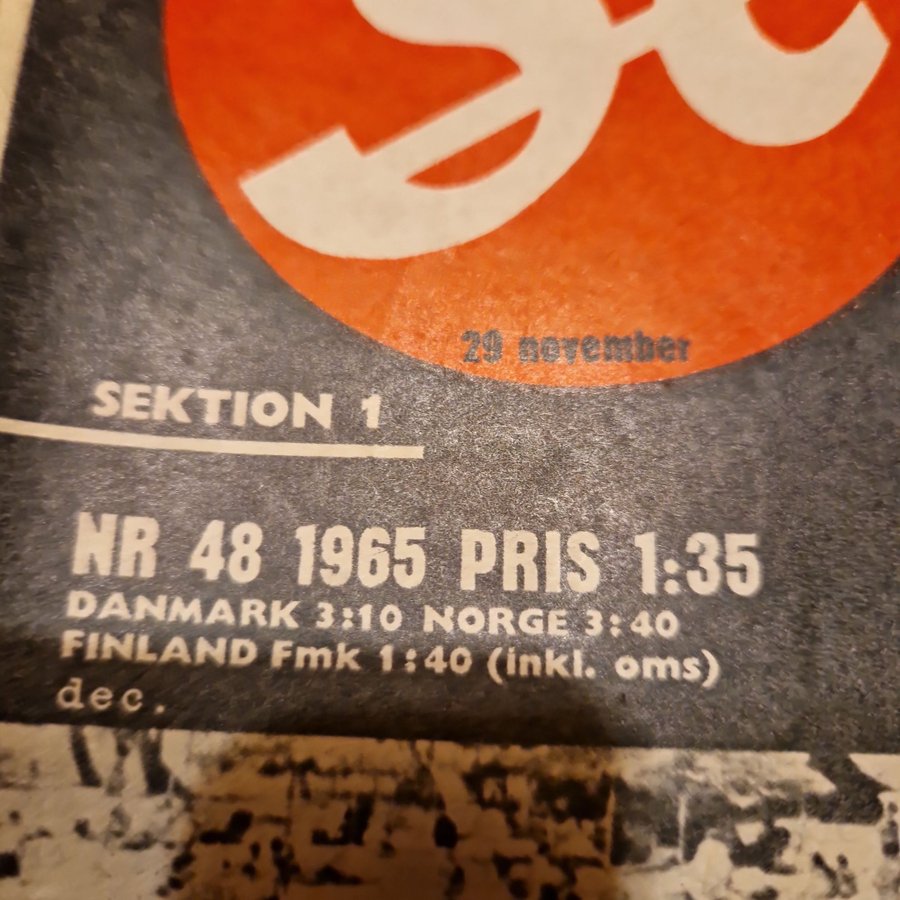 29 november
SEKTION 1
NR 48 1965 PRIS 1:35
DANMARK 3:10 NORGE 3:40
FINLAND Fmk 1:40 (inkl. oms)
dec.